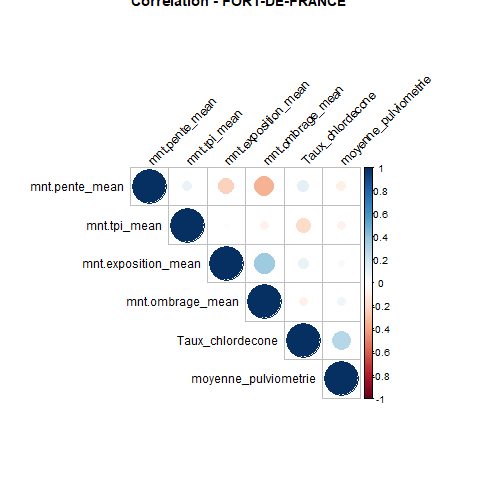 Correlation - FORT-DE-FRANCE
mnt.pente_mean
mnt.tpi_mean
mnt.exposition_mean
mnt.ombrage_mean
Taux_chlordecone
moyenne_pulviometrie
mnt.pente_mean
mnt.tpi_mean
mnt.exposition_mean
mnt.ombrage_mean
Taux_chlordecone
moyenne_pulviometrie
1
0.8
0.6
0.4
0.2
0
-0.2
-0.4
-0.6
-0.8
-1